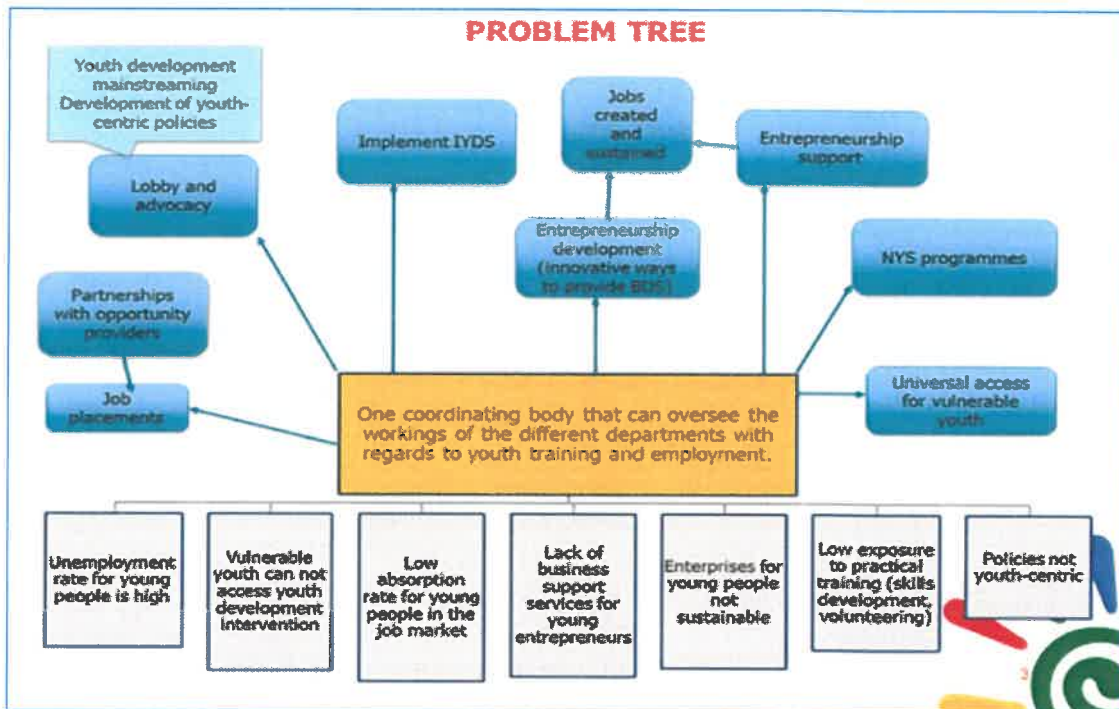 PROBLEM TREE
Youth development
mainstreaming
Development of youth-
centric policies
Lobby and
advocacy
Implement IYDS
Jobs
created
and
sustained
Entrepreneurship
support
Entrepreneurship
development
(innovative ways
to provide BDS)
NYS programmes
Partnerships
with opportunity
providers
Job
placements
Universal access
for vulnerable
youth
One coordinating body that can oversee the
workings of the different departments with
regards to youth training and employment.
Unemployment
rate for young
people is high
Vulnerable
youth can not
access youth
development
intervention
Low
absorption
rate for young
people in the
job market
Lack of
business
support
services for
young
entrepreneurs
Enterprises for
young people
not
sustainable
Low exposure
to practical
training (skills
development,
volunteering)
Policies not
youth-centric
3